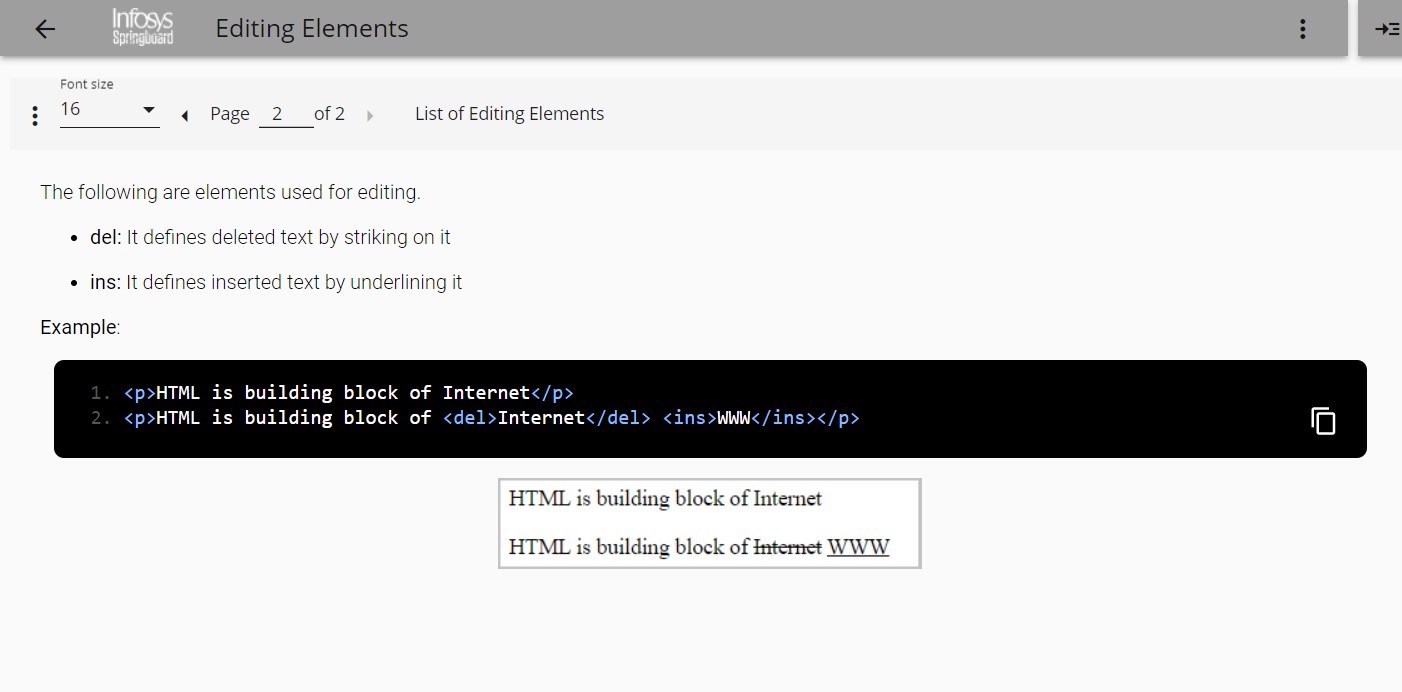 Infosys
Springboard
Editing Elements
Font size
16
Page 2 of 2
List of Editing Elements
The following are elements used for editing.
• del: It defines deleted text by striking on it
• ins: It defines inserted text by underlining it
Example:
1. <p>HTML is building block of Internet</p>
2. <p>HTML is building block of <del>Internet</del> <ins>WWW</ins></p>
HTML is building block of Internet
HTML is building block of Internet WWW